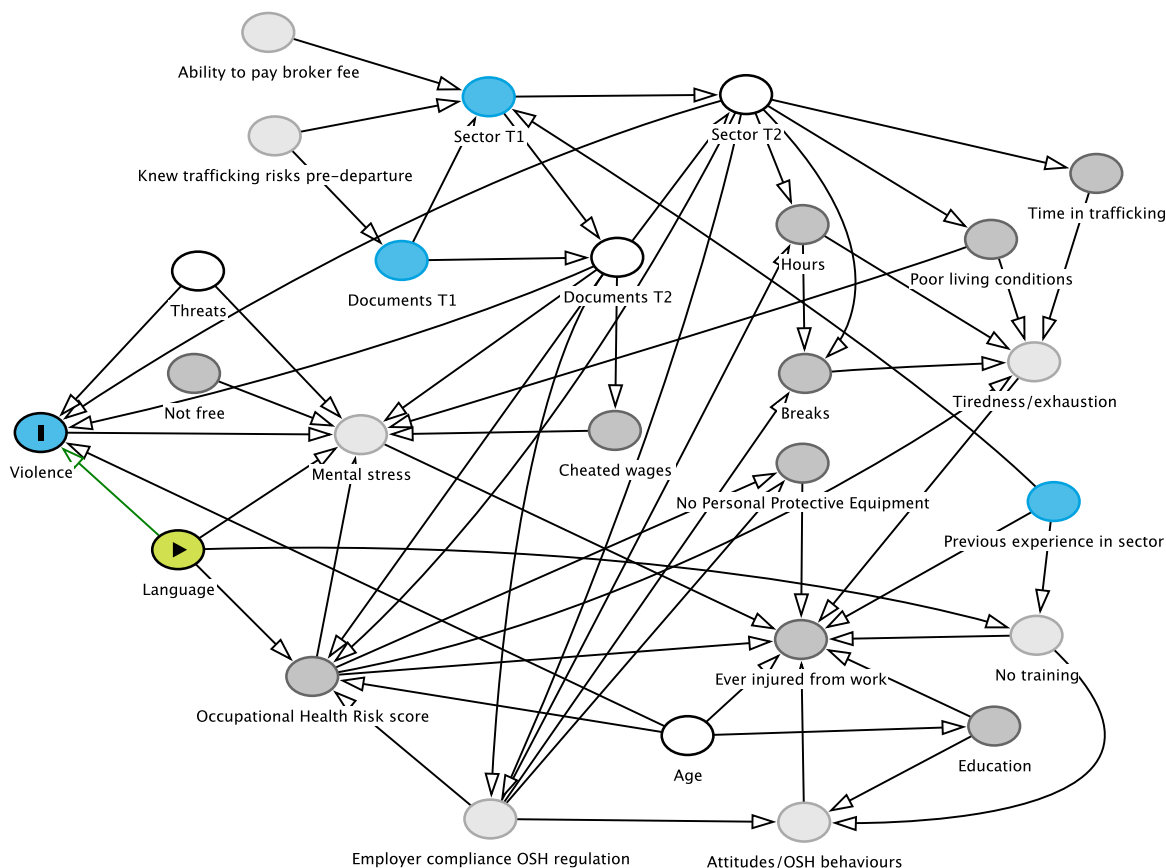 Ability to pay broker fee
Sector T1
Sector T2
Knew trafficking risks pre-departure
Time in trafficking
Hours
Poor living conditions
Documents T1
Documents T2
Threats
Not free
Breaks
Tiredness/exhaustion
Violence
Mental stress
Cheated wages
No Personal Protective Equipment
Previous experience in sector
Language
Ever injured from work
No training
Occupational Health Risk score
Age
Education
Employer compliance OSH regulation
Attitudes/OSH behaviours